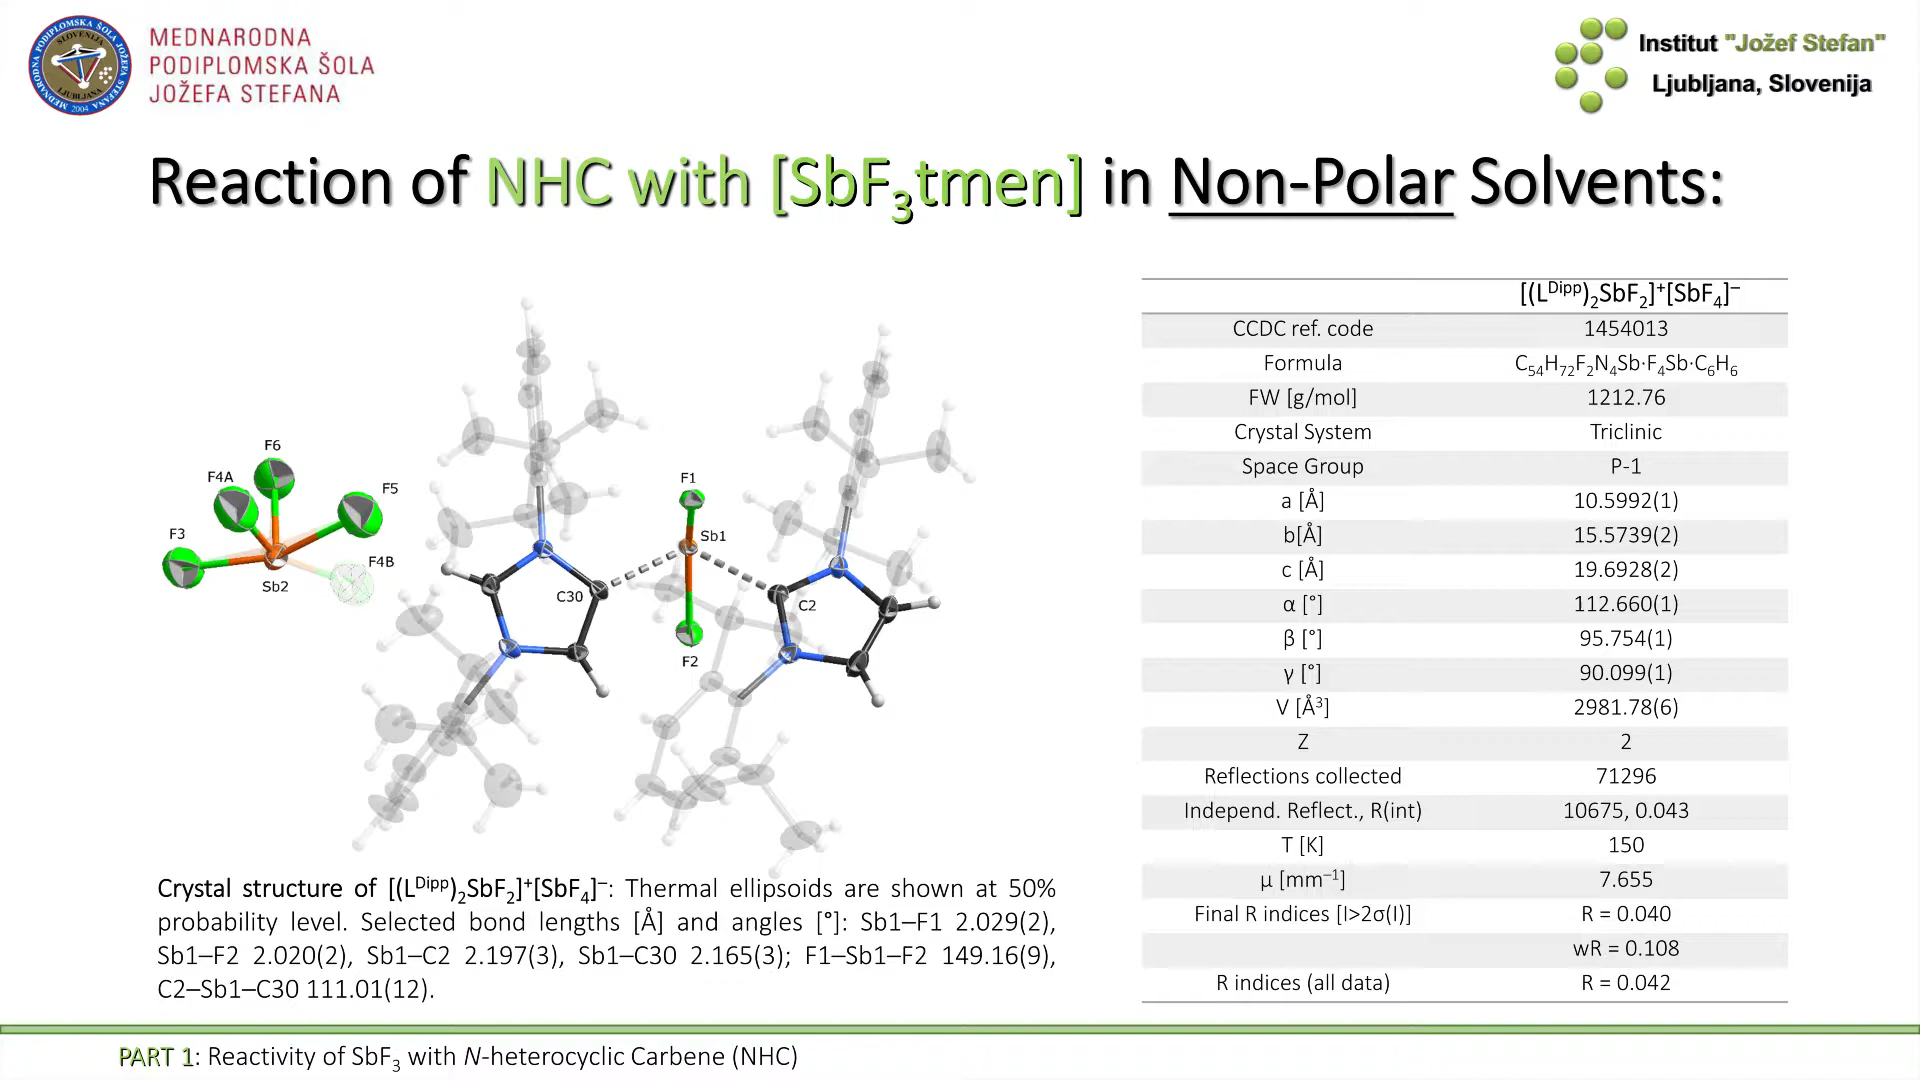 MEDNARODNA
PODIPLOMSKA ŠOLA
JOŽEFA STEFANA
MEDNARODNA PODIPLOMSKA ŠOLA JOŽEFA STEFANA
SLOVENIJA
LJUBLJANA
2004
Institut "Jožef Stefan"
Ljubljana, Slovenija
Reaction of NHC with [SbF₃tmen] in Non-Polar Solvents:
F6
F4A
F5
F3
F4B
Sb2
F1
Sb1
C30
C2
F2
[(Lᴰⁱᵖᵖ)₂SbF₂]⁺[SbF₄]⁻
CCDC ref. code 1454013
Formula C₅₄H₇₂F₂N₄Sb·F₄Sb·C₆H₆
FW [g/mol] 1212.76
Crystal System Triclinic
Space Group P-1
a [Å] 10.5992(1)
b[Å] 15.5739(2)
c [Å] 19.6928(2)
α [°] 112.660(1)
β [°] 95.754(1)
γ [°] 90.099(1)
V [Å³] 2981.78(6)
Z 2
Reflections collected 71296
Independ. Reflect., R(int) 10675, 0.043
T [K] 150
μ [mm⁻¹] 7.655
Final R indices [I>2σ(I)] R = 0.040
wR = 0.108
R indices (all data) R = 0.042
Crystal structure of [(Lᴰⁱᵖᵖ)₂SbF₂]⁺[SbF₄]⁻: Thermal ellipsoids are shown at 50%
probability level. Selected bond lengths [Å] and angles [°]: Sb1–F1 2.029(2),
Sb1–F2 2.020(2), Sb1–C2 2.197(3), Sb1–C30 2.165(3); F1–Sb1–F2 149.16(9),
C2–Sb1–C30 111.01(12).
PART 1: Reactivity of SbF₃ with N-heterocyclic Carbene (NHC)